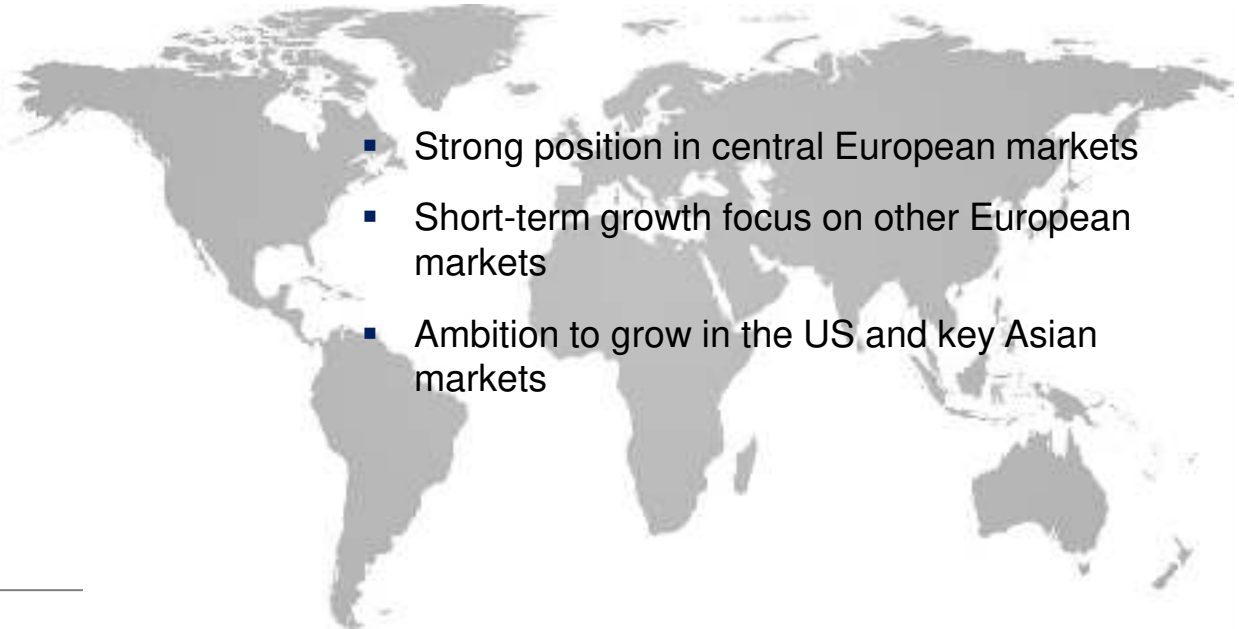 ▪ Strong position in central European markets
▪ Short-term growth focus on other European
markets
▪ Ambition to grow in the US and key Asian
markets